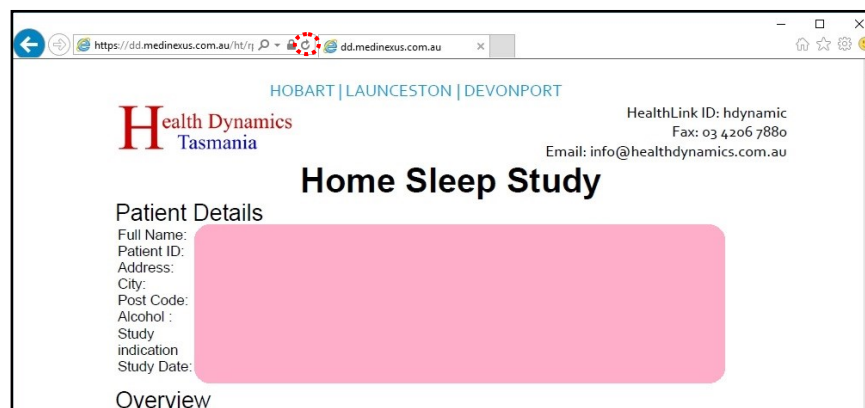 https://dd.medinexus.com.au/ht/rj
dd.medinexus.com.au
HOBART | LAUNCESTON | DEVONPORT
Health Dynamics
Tasmania
HealthLink ID: hdynamic
Fax: 03 4206 7880
Email: info@healthdynamics.com.au
Home Sleep Study
Patient Details
Full Name:
Patient ID:
Address:
City:
Post Code:
Alcohol :
Study
indication
Study Date:
Overview